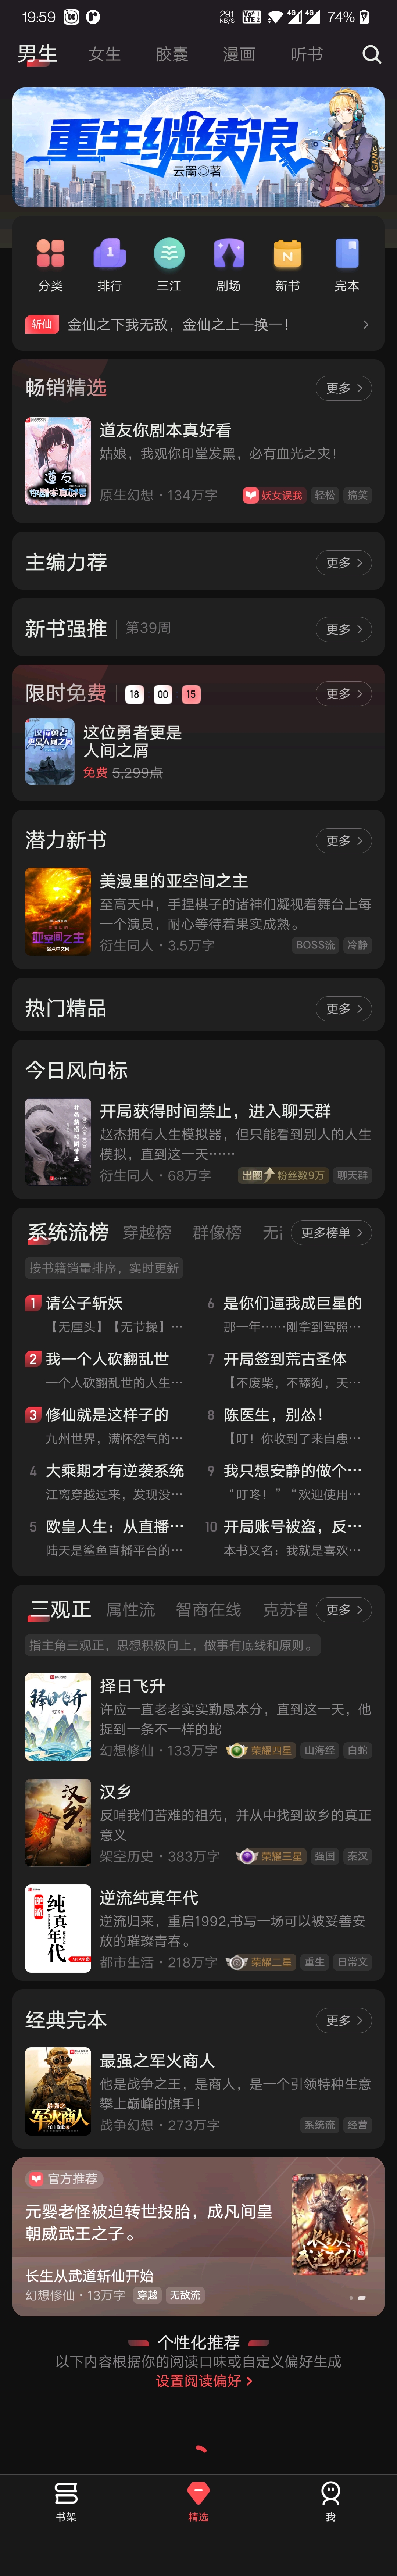 19:59
291
KB/S
Vo1
LTE 2
4G
4G
74%
男生
女生
胶囊
漫画
听书
重生继续浪
云霄◎著
分类
排行
三江
剧场
新书
完本
斩仙
金仙之下我无敌，金仙之上一换一！
畅销精选
更多
道友你剧本真好看
姑娘，我观你印堂发黑，必有血光之灾！
原生幻想·134万字
妖女误我
轻松
搞笑
主编力荐
更多
新书强推
第39周
更多
限时免费
18
00
15
更多
这位勇者更是
人间之屑
免费 5,299点
潜力新书
更多
美漫里的亚空间之主
至高天中，手捏棋子的诸神们凝视着舞台上每
一个演员，耐心等待着果实成熟。
衍生同人·3.5万字
BOSS流
冷静
热门精品
更多
今日风向标
开局获得时间禁止，进入聊天群
赵杰拥有人生模拟器，但只能看到别人的人生
模拟，直到这一天……
衍生同人·68万字
出圈
粉丝数9万
聊天群
系统流榜
穿越榜
群像榜
更多榜单
按书籍销量排序，实时更新
1 请公子斩妖
【无厘头】【无节操】…
2 我一个人砍翻乱世
一个人砍翻乱世的人生…
3 修仙就是这样子的
九州世界，满怀怨气的…
4 大乘期才有逆袭系统
江离穿越过来，发现没…
5 欧皇人生：从直播…
陆天是鲨鱼直播平台的…
6 是你们逼我成巨星的
那一年……刚拿到驾照…
7 开局签到荒古圣体
【不废柴，不舔狗，天…
8 陈医生，别怂！
【叮！你收到了来自患…
9 我只想安静的做个…
“叮咚！”“欢迎使用…
10 开局账号被盗，反…
本书又名：我就是喜欢…
三观正
属性流
智商在线
克苏鲁
更多
指主角三观正，思想积极向上，做事有底线和原则。
择日飞升
许应一直老老实实勤恳本分，直到这一天，他
捉到一条不一样的蛇
幻想修仙·133万字
荣耀四星
山海经
白蛇
汉乡
反哺我们苦难的祖先，并从中找到故乡的真正
意义
架空历史·383万字
荣耀三星
强国
秦汉
逆流纯真年代
逆流归来，重启1992,书写一场可以被妥善安
放的璀璨青春。
都市生活·218万字
荣耀二星
重生
日常文
经典完本
更多
最强之军火商人
他是战争之王，是商人，是一个引领特种生意
攀上巅峰的旗手！
战争幻想·273万字
系统流
经营
官方推荐
元婴老怪被迫转世投胎，成凡间皇
朝威武王之子。
长生从武道斩仙开始
幻想修仙·13万字
穿越
无敌流
个性化推荐
以下内容根据你的阅读口味或自定义偏好生成
设置阅读偏好
书架
精选
我